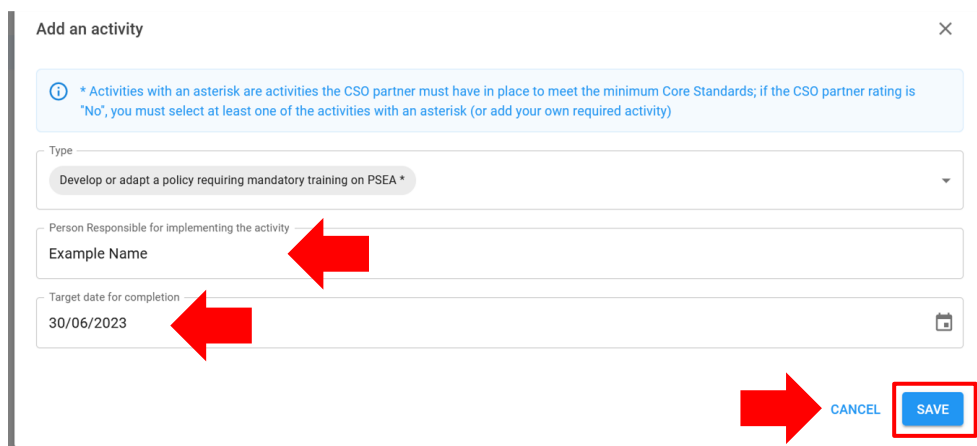 Add an activity
* Activities with an asterisk are activities the CSO partner must have in place to meet the minimum Core Standards; if the CSO partner rating is
"No", you must select at least one of the activities with an asterisk (or add your own required activity)
Type
Develop or adapt a policy requiring mandatory training on PSEA *
Person Responsible for implementing the activity
Example Name
Target date for completion
30/06/2023
CANCEL SAVE